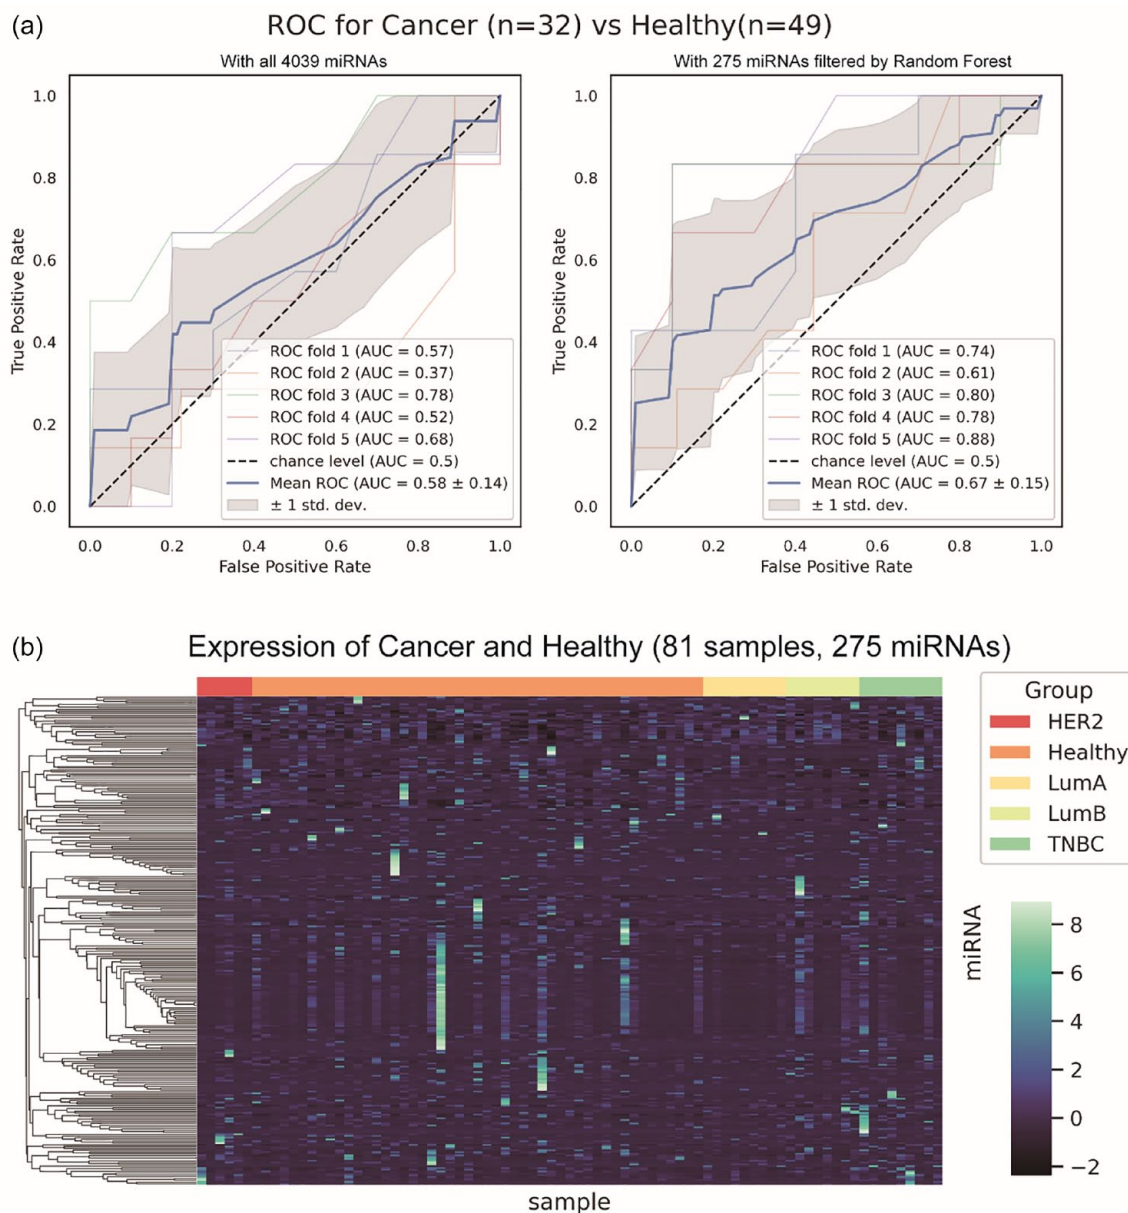 (a)
ROC for Cancer (n=32) vs Healthy(n=49)
With all 4039 miRNAs
True Positive Rate
1.0
0.8
0.6
0.4
0.2
0.0
ROC fold 1 (AUC = 0.57)
ROC fold 2 (AUC = 0.37)
ROC fold 3 (AUC = 0.78)
ROC fold 4 (AUC = 0.52)
ROC fold 5 (AUC = 0.68)
chance level (AUC = 0.5)
Mean ROC (AUC = 0.58 ± 0.14)
± 1 std. dev.
0.0 0.2 0.4 0.6 0.8 1.0
False Positive Rate
With 275 miRNAs filtered by Random Forest
True Positive Rate
1.0
0.8
0.6
0.4
0.2
0.0
ROC fold 1 (AUC = 0.74)
ROC fold 2 (AUC = 0.61)
ROC fold 3 (AUC = 0.80)
ROC fold 4 (AUC = 0.78)
ROC fold 5 (AUC = 0.88)
chance level (AUC = 0.5)
Mean ROC (AUC = 0.67 ± 0.15)
± 1 std. dev.
0.0 0.2 0.4 0.6 0.8 1.0
False Positive Rate
(b)
Expression of Cancer and Healthy (81 samples, 275 miRNAs)
Group
HER2
Healthy
LumA
LumB
TNBC
miRNA
8
6
4
2
0
−2
sample